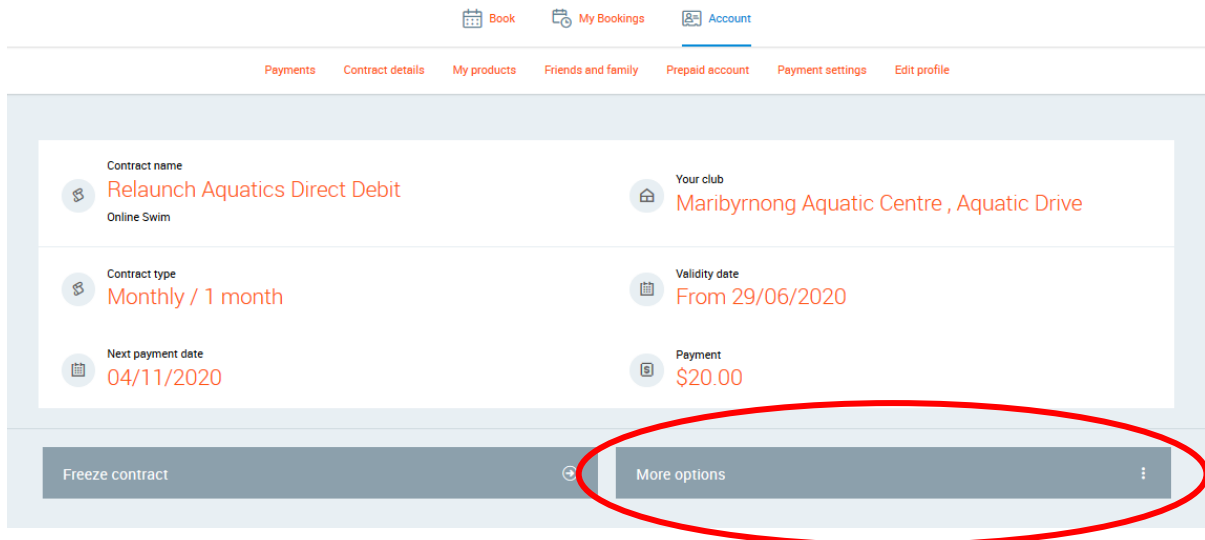 Book My Bookings Account
Payments Contract details My products Friends and family Prepaid account Payment settings Edit profile
Contract name
Relaunch Aquatics Direct Debit
Online Swim
Your club
Maribyrnong Aquatic Centre , Aquatic Drive
Contract type
Monthly / 1 month
Validity date
From 29/06/2020
Next payment date
04/11/2020
Payment
$20.00
Freeze contract
More options